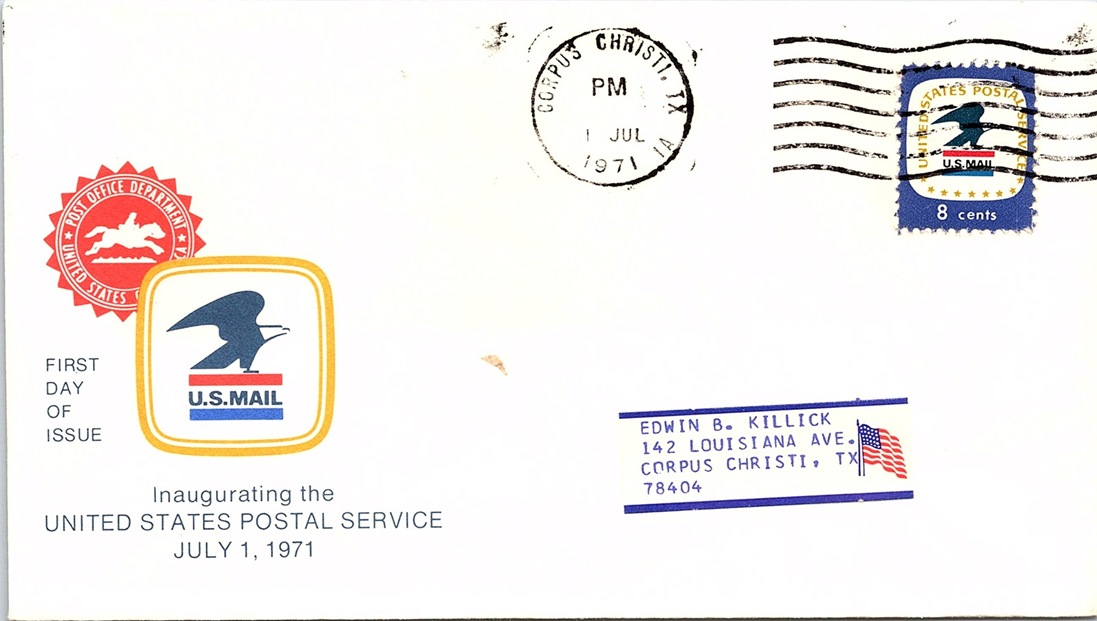 CORPUS CHRISTI, TX
PM
1 JUL
1971
1A
UNITED STATES POSTAL SERVICE
U.S.MAIL
8 cents
POST OFFICE DEPARTMENT
UNITED STATES
U.S.MAIL
FIRST
DAY
OF
ISSUE
Inaugurating the
UNITED STATES POSTAL SERVICE
JULY 1, 1971
EDWIN B. KILLICK
142 LOUISIANA AVE.
CORPUS CHRISTI, TX
78404